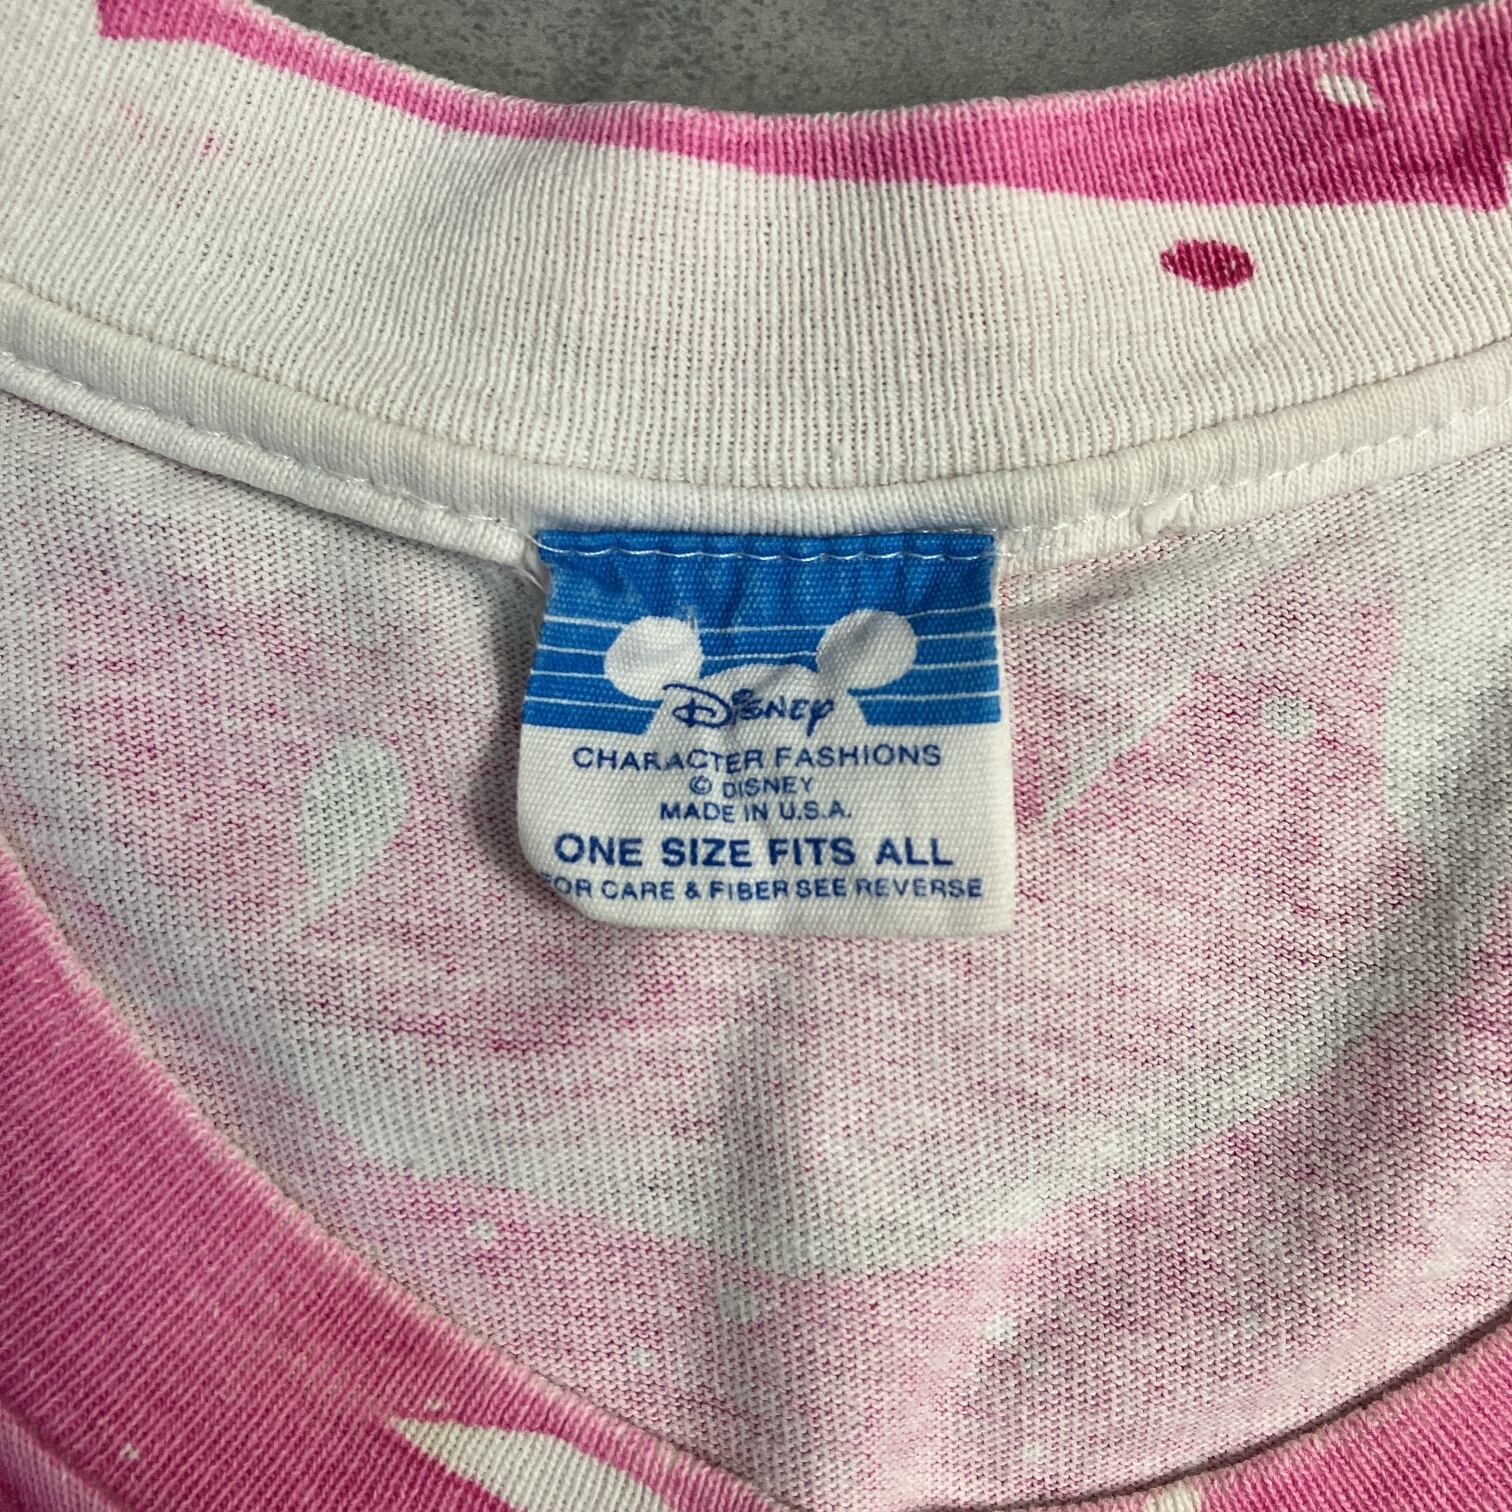 Disney
CHARACTER FASHIONS
© DISNEY
MADE IN U.S.A.
ONE SIZE FITS ALL
FOR CARE & FIBER SEE REVERSE